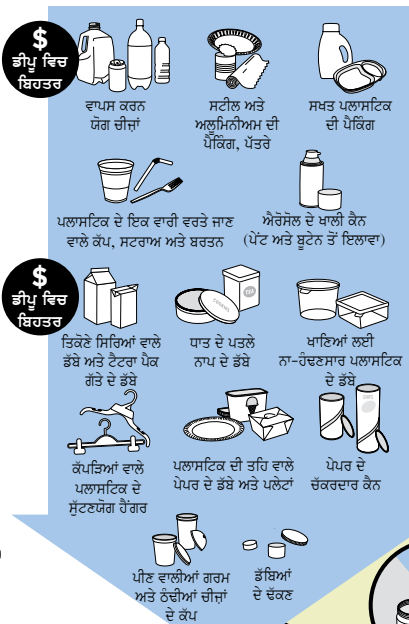 $
ਡੀਪੂ ਵਿਚ
ਬਿਹਤਰ
ਵਾਪਸ ਕਰਨ
ਯੋਗ ਚੀਜ਼ਾਂ
ਸਟੀਲ ਅਤੇ
ਅਲੂਮਿਨੀਅਮ ਦੀ
ਪੈਕਿੰਗ, ਪੱਤਰੇ
ਸਖਤ ਪਲਾਸਟਿਕ
ਦੀ ਪੈਕਿੰਗ
ਪਲਾਸਟਿਕ ਦੇ ਇਕ ਵਾਰੀ ਵਰਤੇ ਜਾਣ
ਵਾਲੇ ਕੱਪ, ਸਟਰਾਅ ਅਤੇ ਬਰਤਨ
ਐਰੋਸੋਲ ਦੇ ਖਾਲੀ ਕੈਨ
(ਪੇਂਟ ਅਤੇ ਬੂਟੇਨ ਤੋਂ ਇਲਾਵਾ)
$
ਡੀਪੂ ਵਿਚ
ਬਿਹਤਰ
ਤਿਕੋਣੇ ਸਿਰਿਆਂ ਵਾਲੇ
ਡੱਬੇ ਅਤੇ ਟੈਟਰਾ ਪੈਕ
ਗੱਤੇ ਦੇ ਡੱਬੇ
ਧਾਤ ਦੇ ਪਤਲੇ
ਨਾਪ ਦੇ ਡੱਬੇ
ਖਾਣਿਆਂ ਲਈ
ਨਾ-ਹੰਢਣਸਾਰ ਪਲਾਸਟਿਕ
ਦੇ ਡੱਬੇ
ਕੱਪੜਿਆਂ ਵਾਲੇ
ਪਲਾਸਟਿਕ ਦੇ
ਸੁੱਟਣਯੋਗ ਹੈਂਗਰ
ਪਲਾਸਟਿਕ ਦੀ ਤਹਿ ਵਾਲੇ
ਪੇਪਰ ਦੇ ਡੱਬੇ ਅਤੇ ਪਲੇਟਾਂ
ਪੇਪਰ ਦੇ
ਚੱਕਰਦਾਰ ਕੈਨ
ਪੀਣ ਵਾਲੀਆਂ ਗਰਮ
ਅਤੇ ਠੰਢੀਆਂ ਚੀਜ਼ਾਂ
ਦੇ ਕੱਪ
ਡੱਬਿਆਂ
ਦੇ ਢੱਕਣ